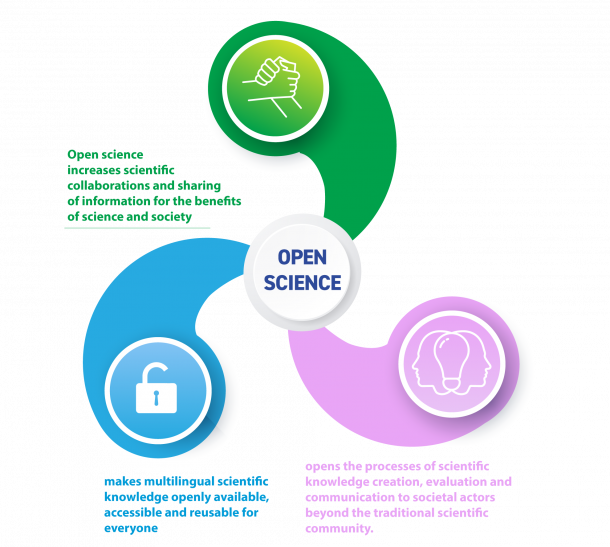 Open science
increases scientific
collaborations and sharing
of information for the benefits
of science and society
OPEN
SCIENCE
makes multilingual scientific
knowledge openly available,
accessible and reusable for
everyone
opens the processes of scientific
knowledge creation, evaluation and
communication to societal actors
beyond the traditional scientific
community.